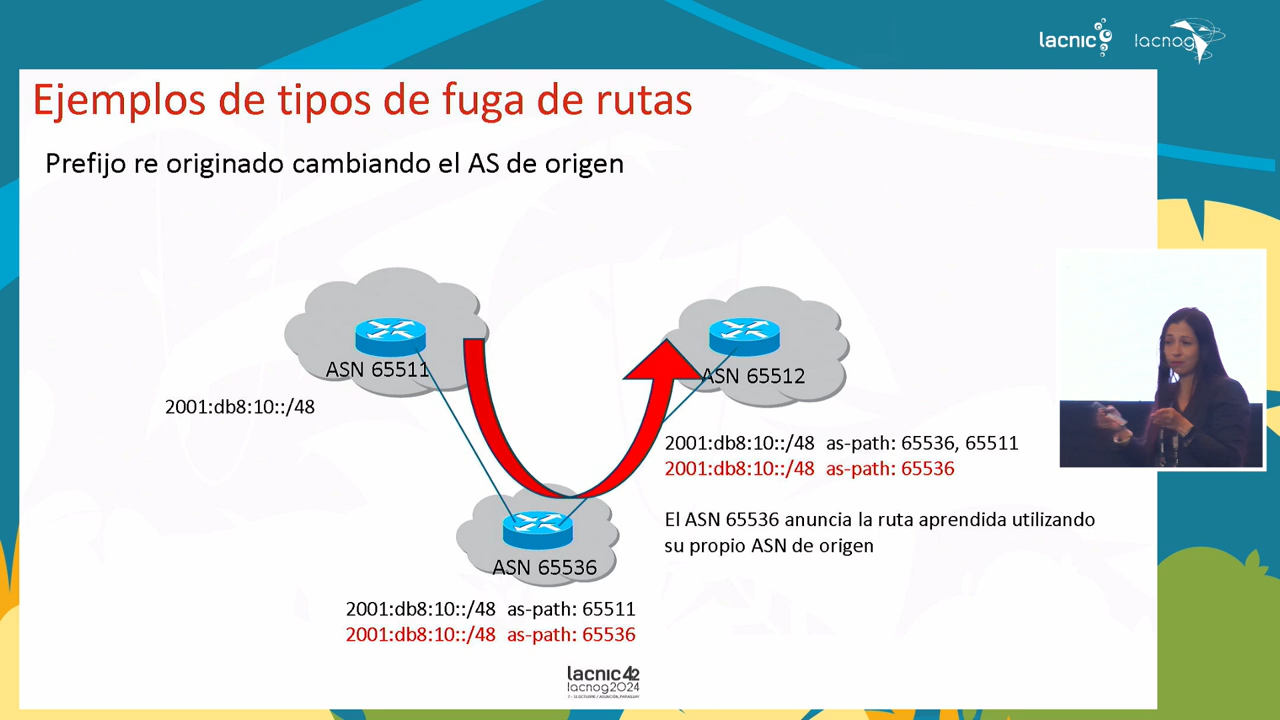 lacnic
lacnog
Ejemplos de tipos de fuga de rutas
Prefijo re originado cambiando el AS de origen
ASN 65511
ASN 65512
2001:db8:10::/48
2001:db8:10::/48 as-path: 65536, 65511
2001:db8:10::/48 as-path: 65536
El ASN 65536 anuncia la ruta aprendida utilizando
su propio ASN de origen
ASN 65536
2001:db8:10::/48 as-path: 65511
2001:db8:10::/48 as-path: 65536
lacnic42
lacnog2024